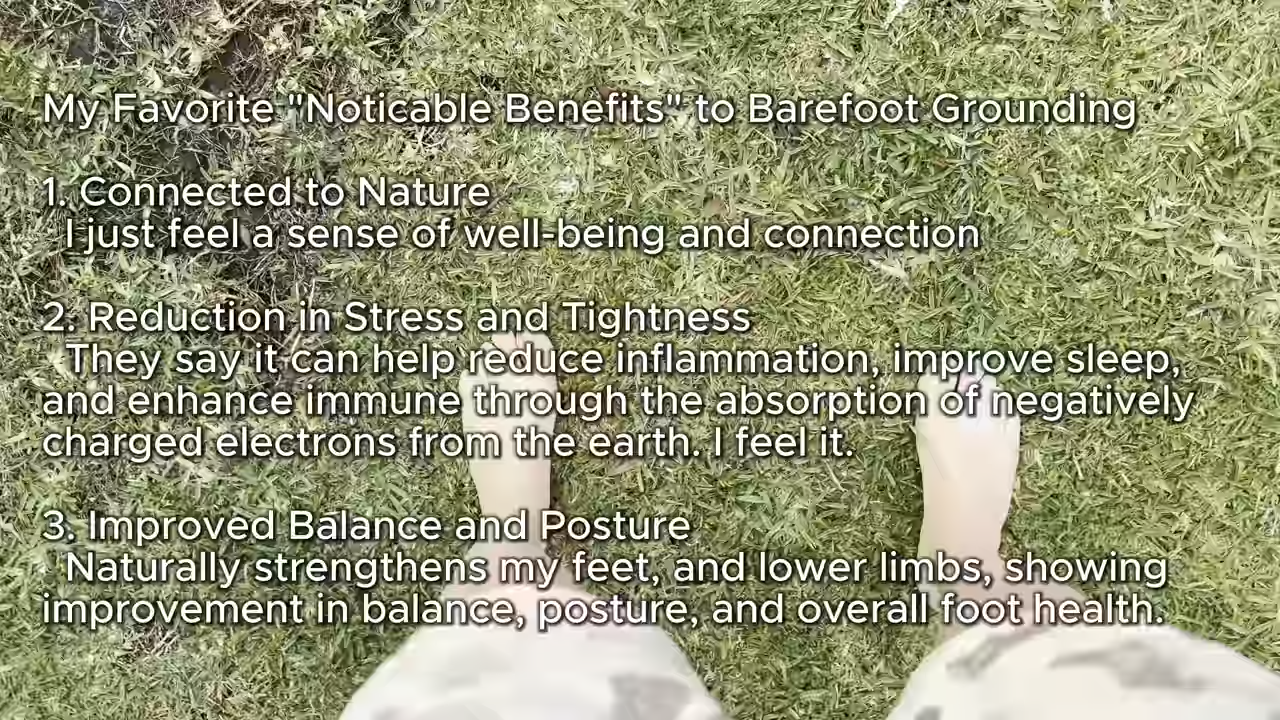 My Favorite "Noticable Benefits" to Barefoot Grounding
1. Connected to Nature
I just feel a sense of well-being and connection
2. Reduction in Stress and Tightness
They say it can help reduce inflammation, improve sleep,
and enhance immune through the absorption of negatively
charged electrons from the earth. I feel it.
3. Improved Balance and Posture
Naturally strengthens my feet, and lower limbs, showing
improvement in balance, posture, and overall foot health.